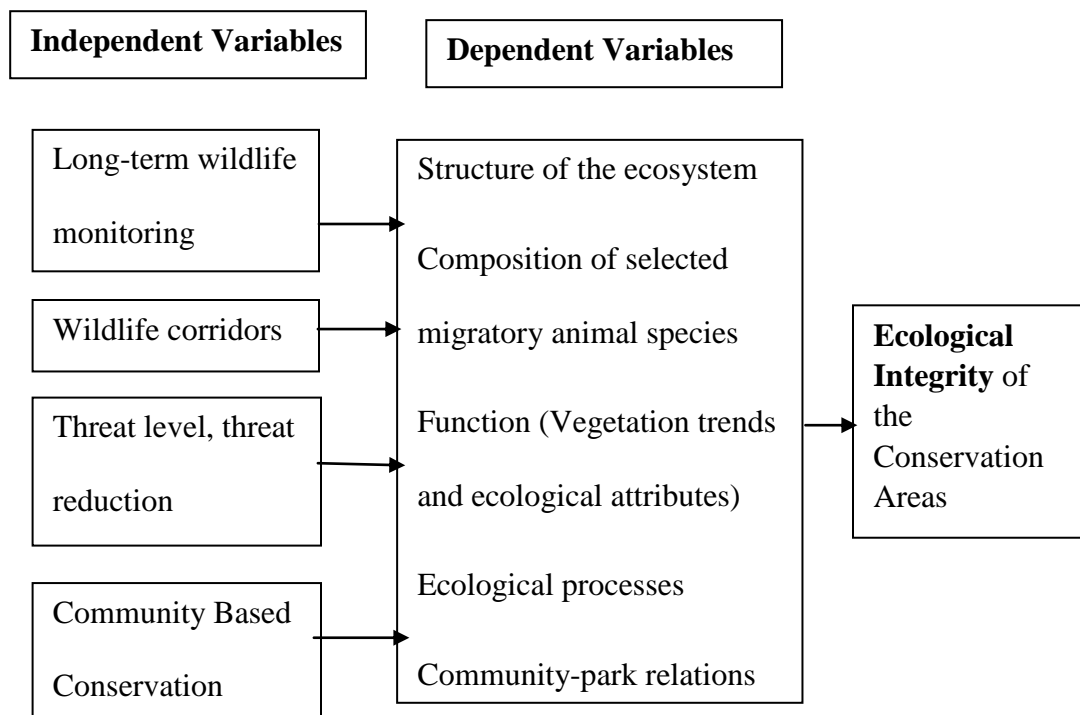 Independent Variables
Dependent Variables
Long-term wildlife
monitoring
Wildlife corridors
Threat level, threat
reduction
Community Based
Conservation
Structure of the ecosystem
Composition of selected
migratory animal species
Function (Vegetation trends
and ecological attributes)
Ecological processes
Community-park relations
Ecological
Integrity of
the
Conservation
Areas